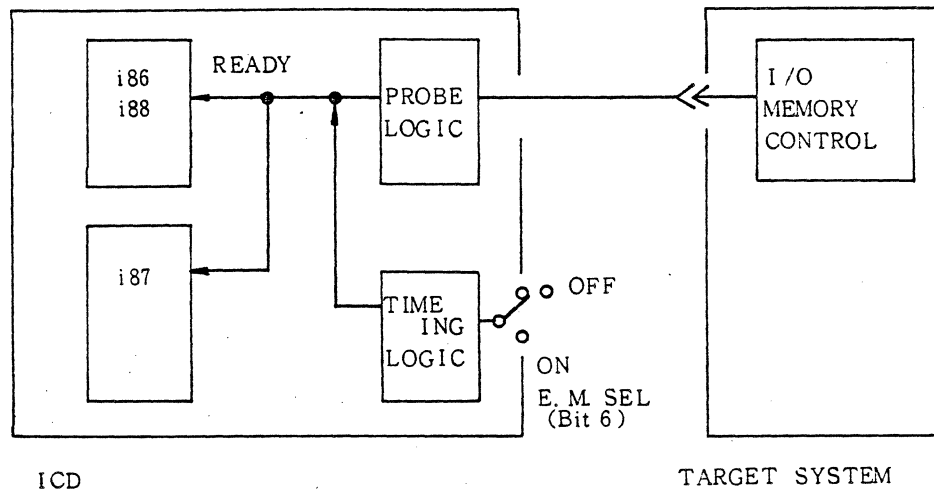 i86
i88
READY
PROBE
LOGIC
I/O
MEMORY
CONTROL
i87
TIME
ING
LOGIC
OFF
ON
E. M. SEL
(Bit 6)
ICD
TARGET SYSTEM